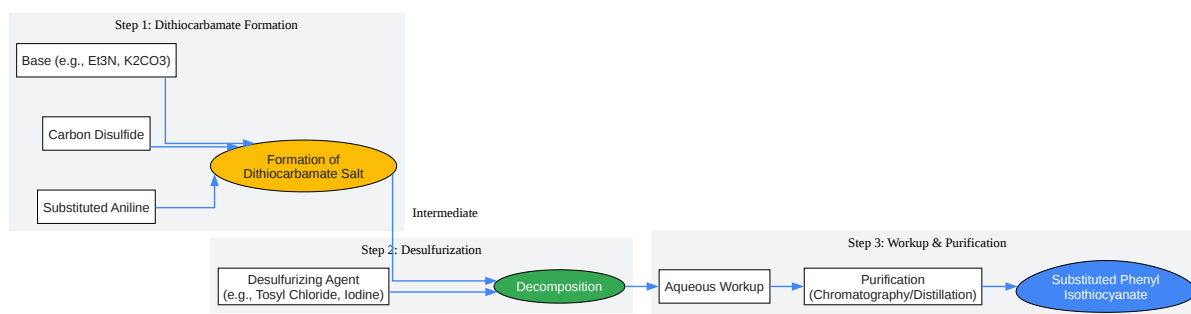 Step 1: Dithiocarbamate Formation
Base (e.g., Et3N, K2CO3)
Carbon Disulfide
Formation of
Dithiocarbamate Salt
Substituted Aniline
Intermediate
Step 2: Desulfurization
Desulfurizing Agent
(e.g., Tosyl Chloride, Iodine)
Decomposition
Step 3: Workup & Purification
Aqueous Workup
Purification
(Chromatography/Distillation)
Substituted Phenyl
Isothiocyanate